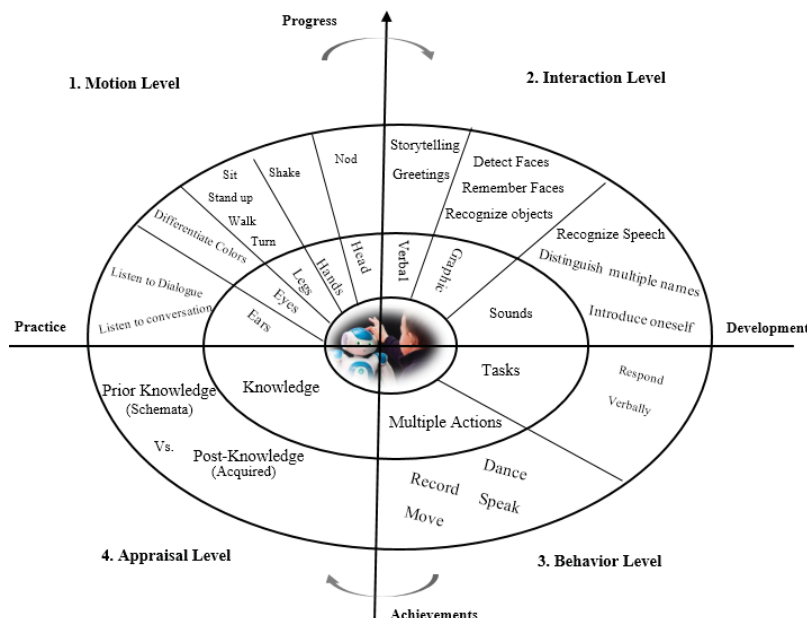 Progress
1. Motion Level
2. Interaction Level
Sit
Stand up
Walk
Turn
Shake
Nod
Storytelling
Greetings
Detect Faces
Remember Faces
Recognize objects
Differentiate Colors
Listen to Dialogue
Listen to conversation
Recognize Speech
Distinguish multiple names
Introduce oneself
Ears
Eyes
Legs
Hands
Head
Verbal
Graphic
Sounds
Practice
Development
Prior Knowledge
(Schemata)
Vs.
Post-Knowledge
(Acquired)
Knowledge
Tasks
Multiple Actions
Respond
Verbally
Record
Dance
Speak
Move
4. Appraisal Level
3. Behavior Level
Achievements